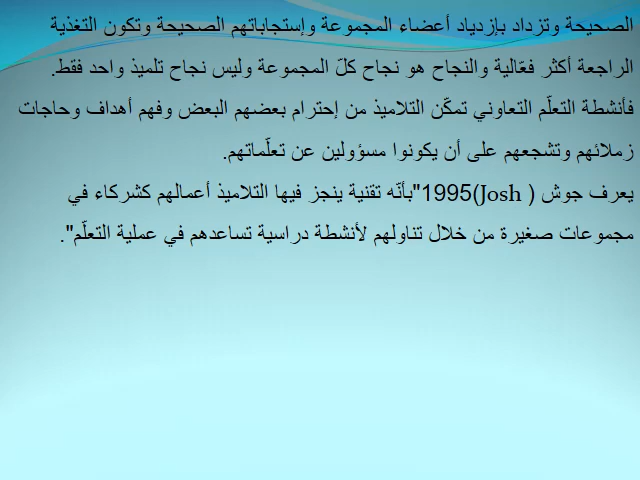 الصحيحة وتزداد بإزدياد أعضاء المجموعة وإستجاباتهم الصحيحة وتكون التغذية
الراجعة أكثر فعّالية والنجاح هو نجاح كلّ المجموعة وليس نجاح تلميذ واحد فقط.
فأنشطة التعلّم التعاوني تمكّن التلاميذ من إحترام بعضهم البعض وفهم أهداف وحاجات
زملائهم وتشجعهم على أن يكونوا مسؤولين عن تعلّماتهم.
يعرف جوش ( Josh)1995"بأنّه تقنية ينجز فيها التلاميذ أعمالهم كشركاء في
مجموعات صغيرة من خلال تناولهم لأنشطة دراسية تساعدهم في عملية التعلّم".